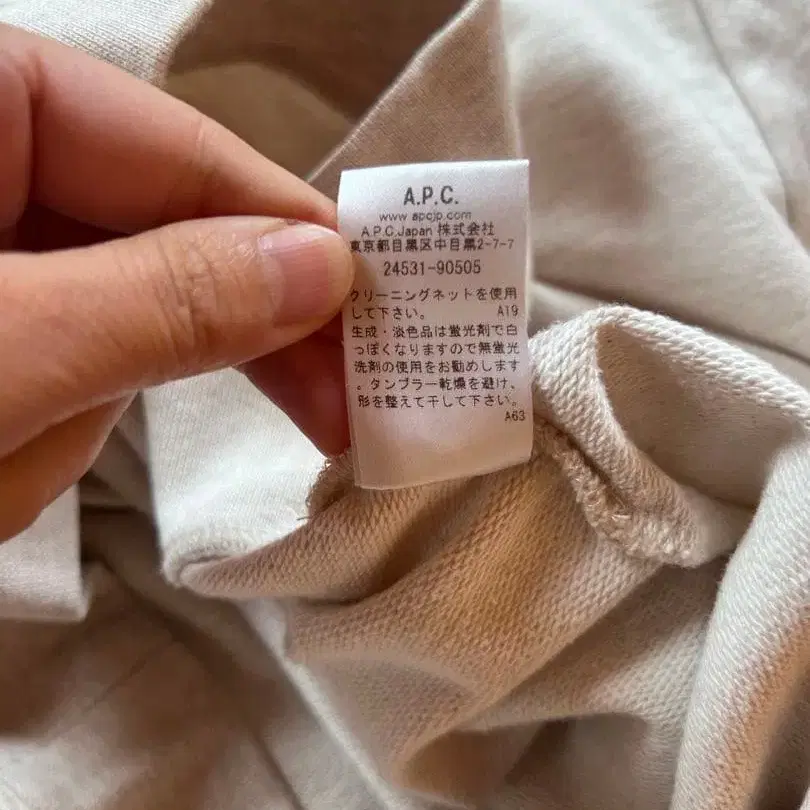 A.P.C.
www.apcjp.com
A.P.C.Japan 株式会社
東京都目黒区中目黒2-7-7
24531-90505
クリーニングネットを使用
して下さい。 A19
生成・淡色品は蛍光剤で白
っぽくなりますので無蛍光
洗剤の使用をお勧めします
。タンブラー乾燥を避け、
形を整えて干して下さい。
A63